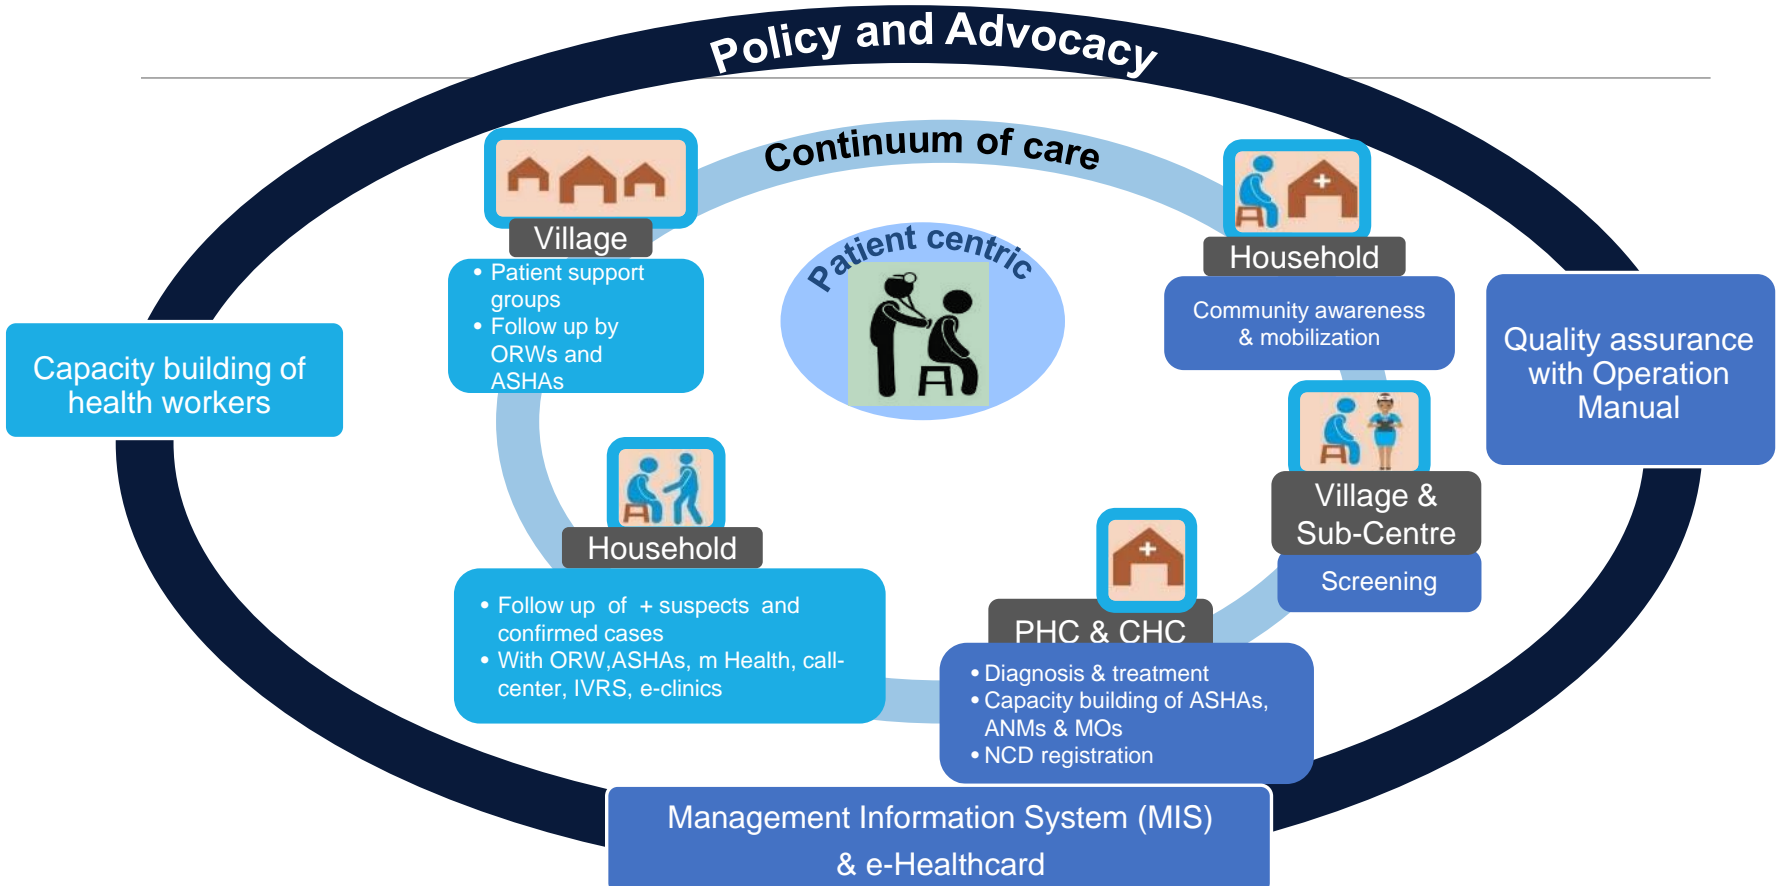 Policy and Advocacy
Continuum of care
Patient centric
Village
• Patient support
groups
• Follow up by
ORWs and
ASHAs
Household
Community awareness
& mobilization
Capacity building of
health workers
Quality assurance
with Operation
Manual
Village &
Sub-Centre
Screening
Household
• Follow up of + suspects and
confirmed cases
• With ORW,ASHAs, m Health, call-
center, IVRS, e-clinics
PHC & CHC
• Diagnosis & treatment
• Capacity building of ASHAs,
ANMs & MOs
• NCD registration
Management Information System (MIS)
& e-Healthcard